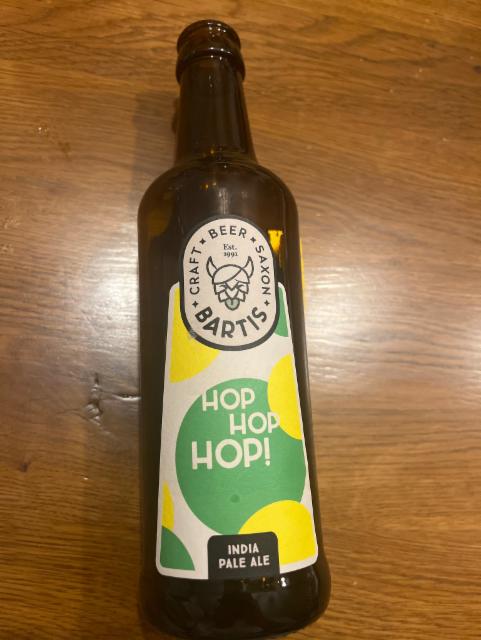 CRAFT • BEER • SAXON
Est.
1991
• BARTIS •
HOP
HOP
HOP!
INDIA
PALE ALE